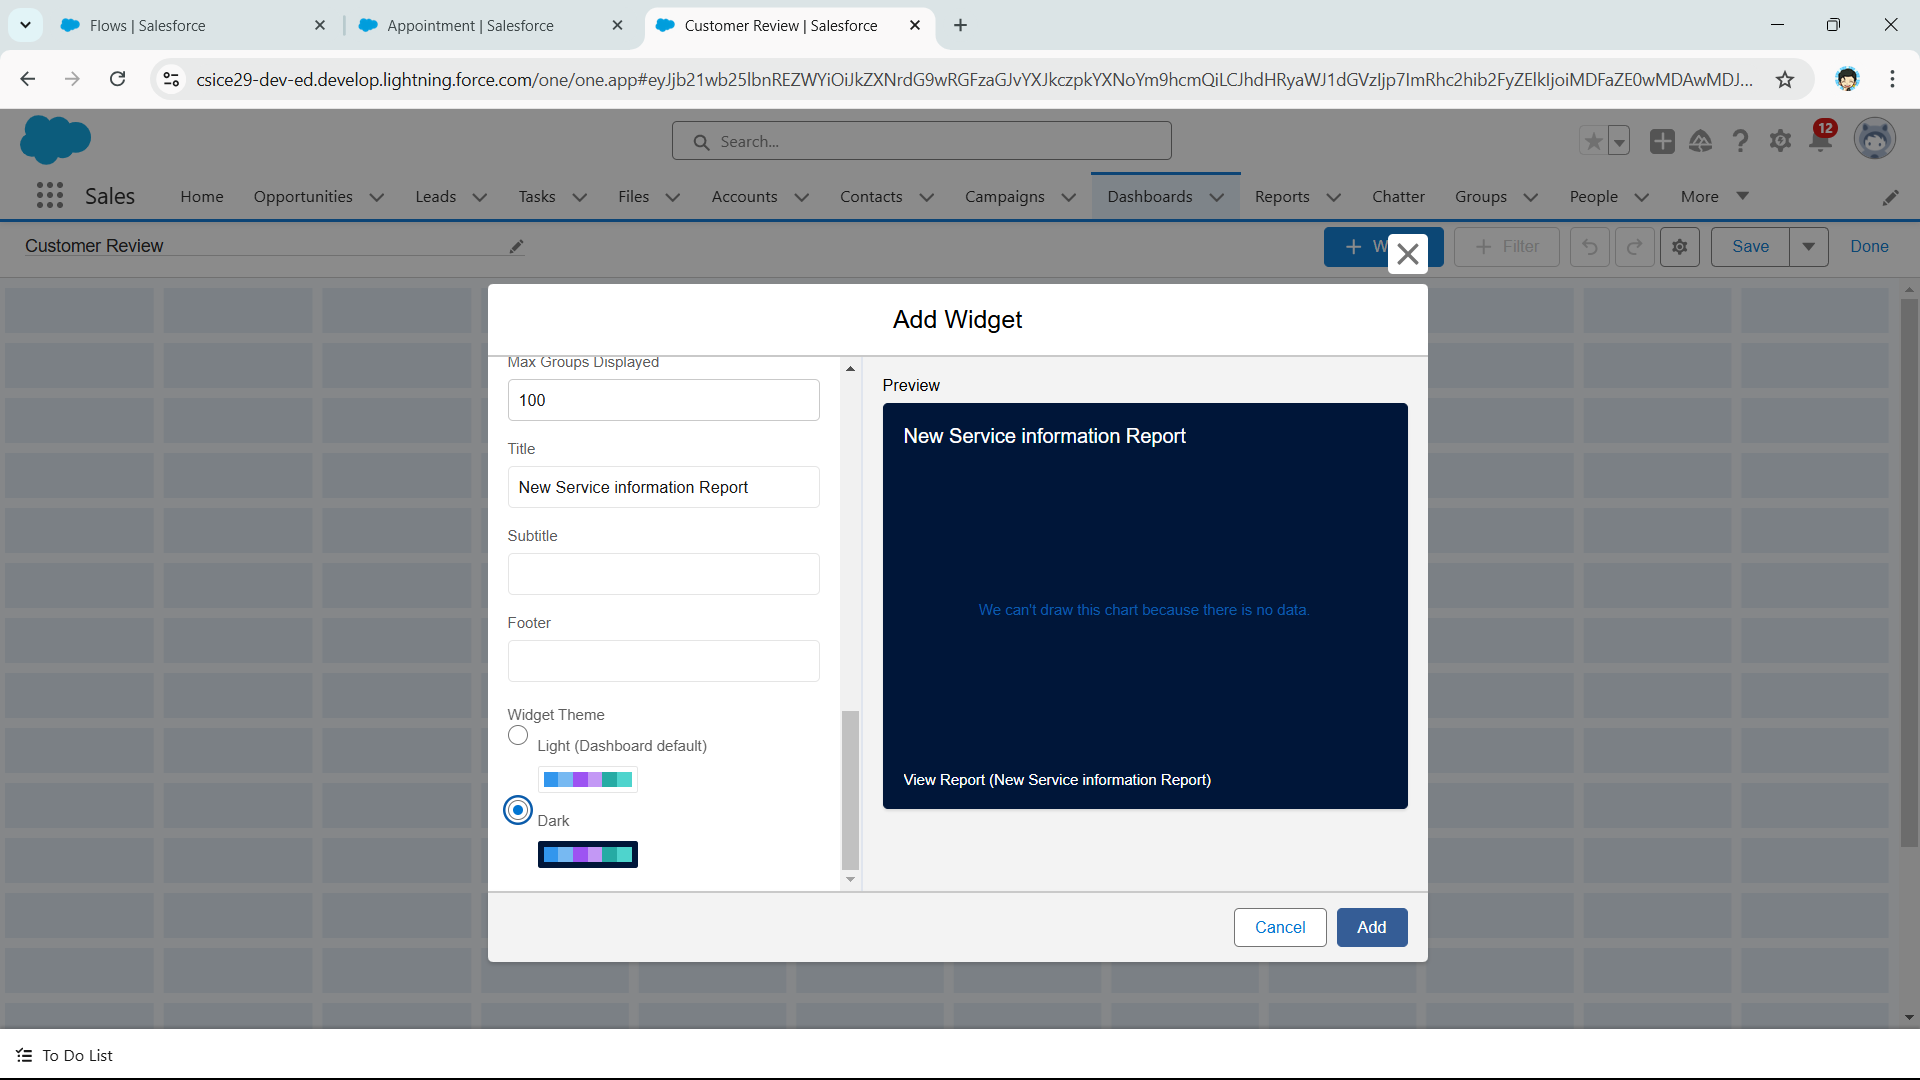 Flows | Salesforce
Appointment | Salesforce
Customer Review | Salesforce
csice29-dev-ed.develop.lightning.force.com/one/one.app#eyJjb21wb25lbnREZWYiOiJkZXNrdG9wRGFzaGJvYXJkczpkYXNoYm9hcmQiLCJhdHRyaWJ1dGVzIjp7ImRhc2hib2FyZElkIjoiMDFaZE0wMDAwMDJ...
Search...
12
Sales
Home
Opportunities
Leads
Tasks
Files
Accounts
Contacts
Campaigns
Dashboards
Reports
Chatter
Groups
People
More
Customer Review
+ W
+ Filter
Save
Done
Add Widget
Max Groups Displayed
100
Title
New Service information Report
Subtitle
Footer
Widget Theme
Light (Dashboard default)
Dark
Preview
New Service information Report
We can't draw this chart because there is no data.
View Report (New Service information Report)
Cancel
Add
To Do List